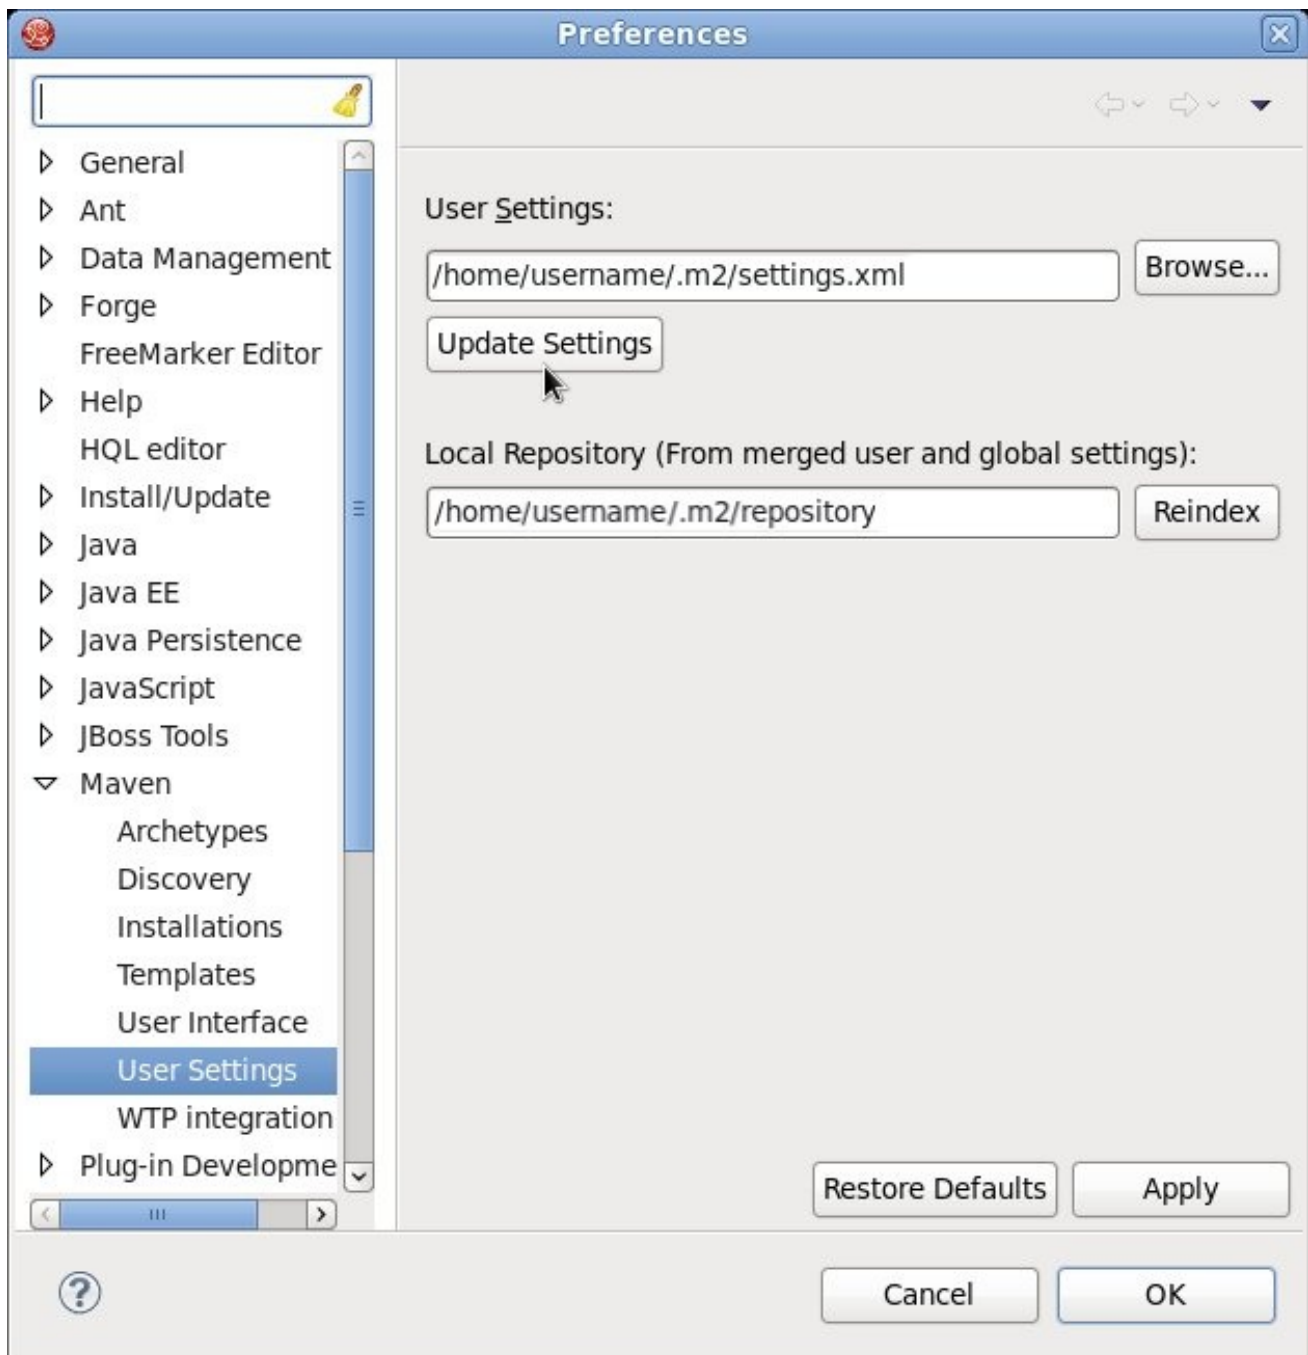 Preferences
General
Ant
Data Management
Forge
FreeMarker Editor
Help
HQL editor
Install/Update
Java
Java EE
Java Persistence
JavaScript
JBoss Tools
Maven
Archetypes
Discovery
Installations
Templates
User Interface
User Settings
WTP integration
Plug-in Developme
User Settings:
/home/username/.m2/settings.xml
Browse...
Update Settings
Local Repository (From merged user and global settings):
/home/username/.m2/repository
Reindex
Restore Defaults
Apply
?
Cancel
OK